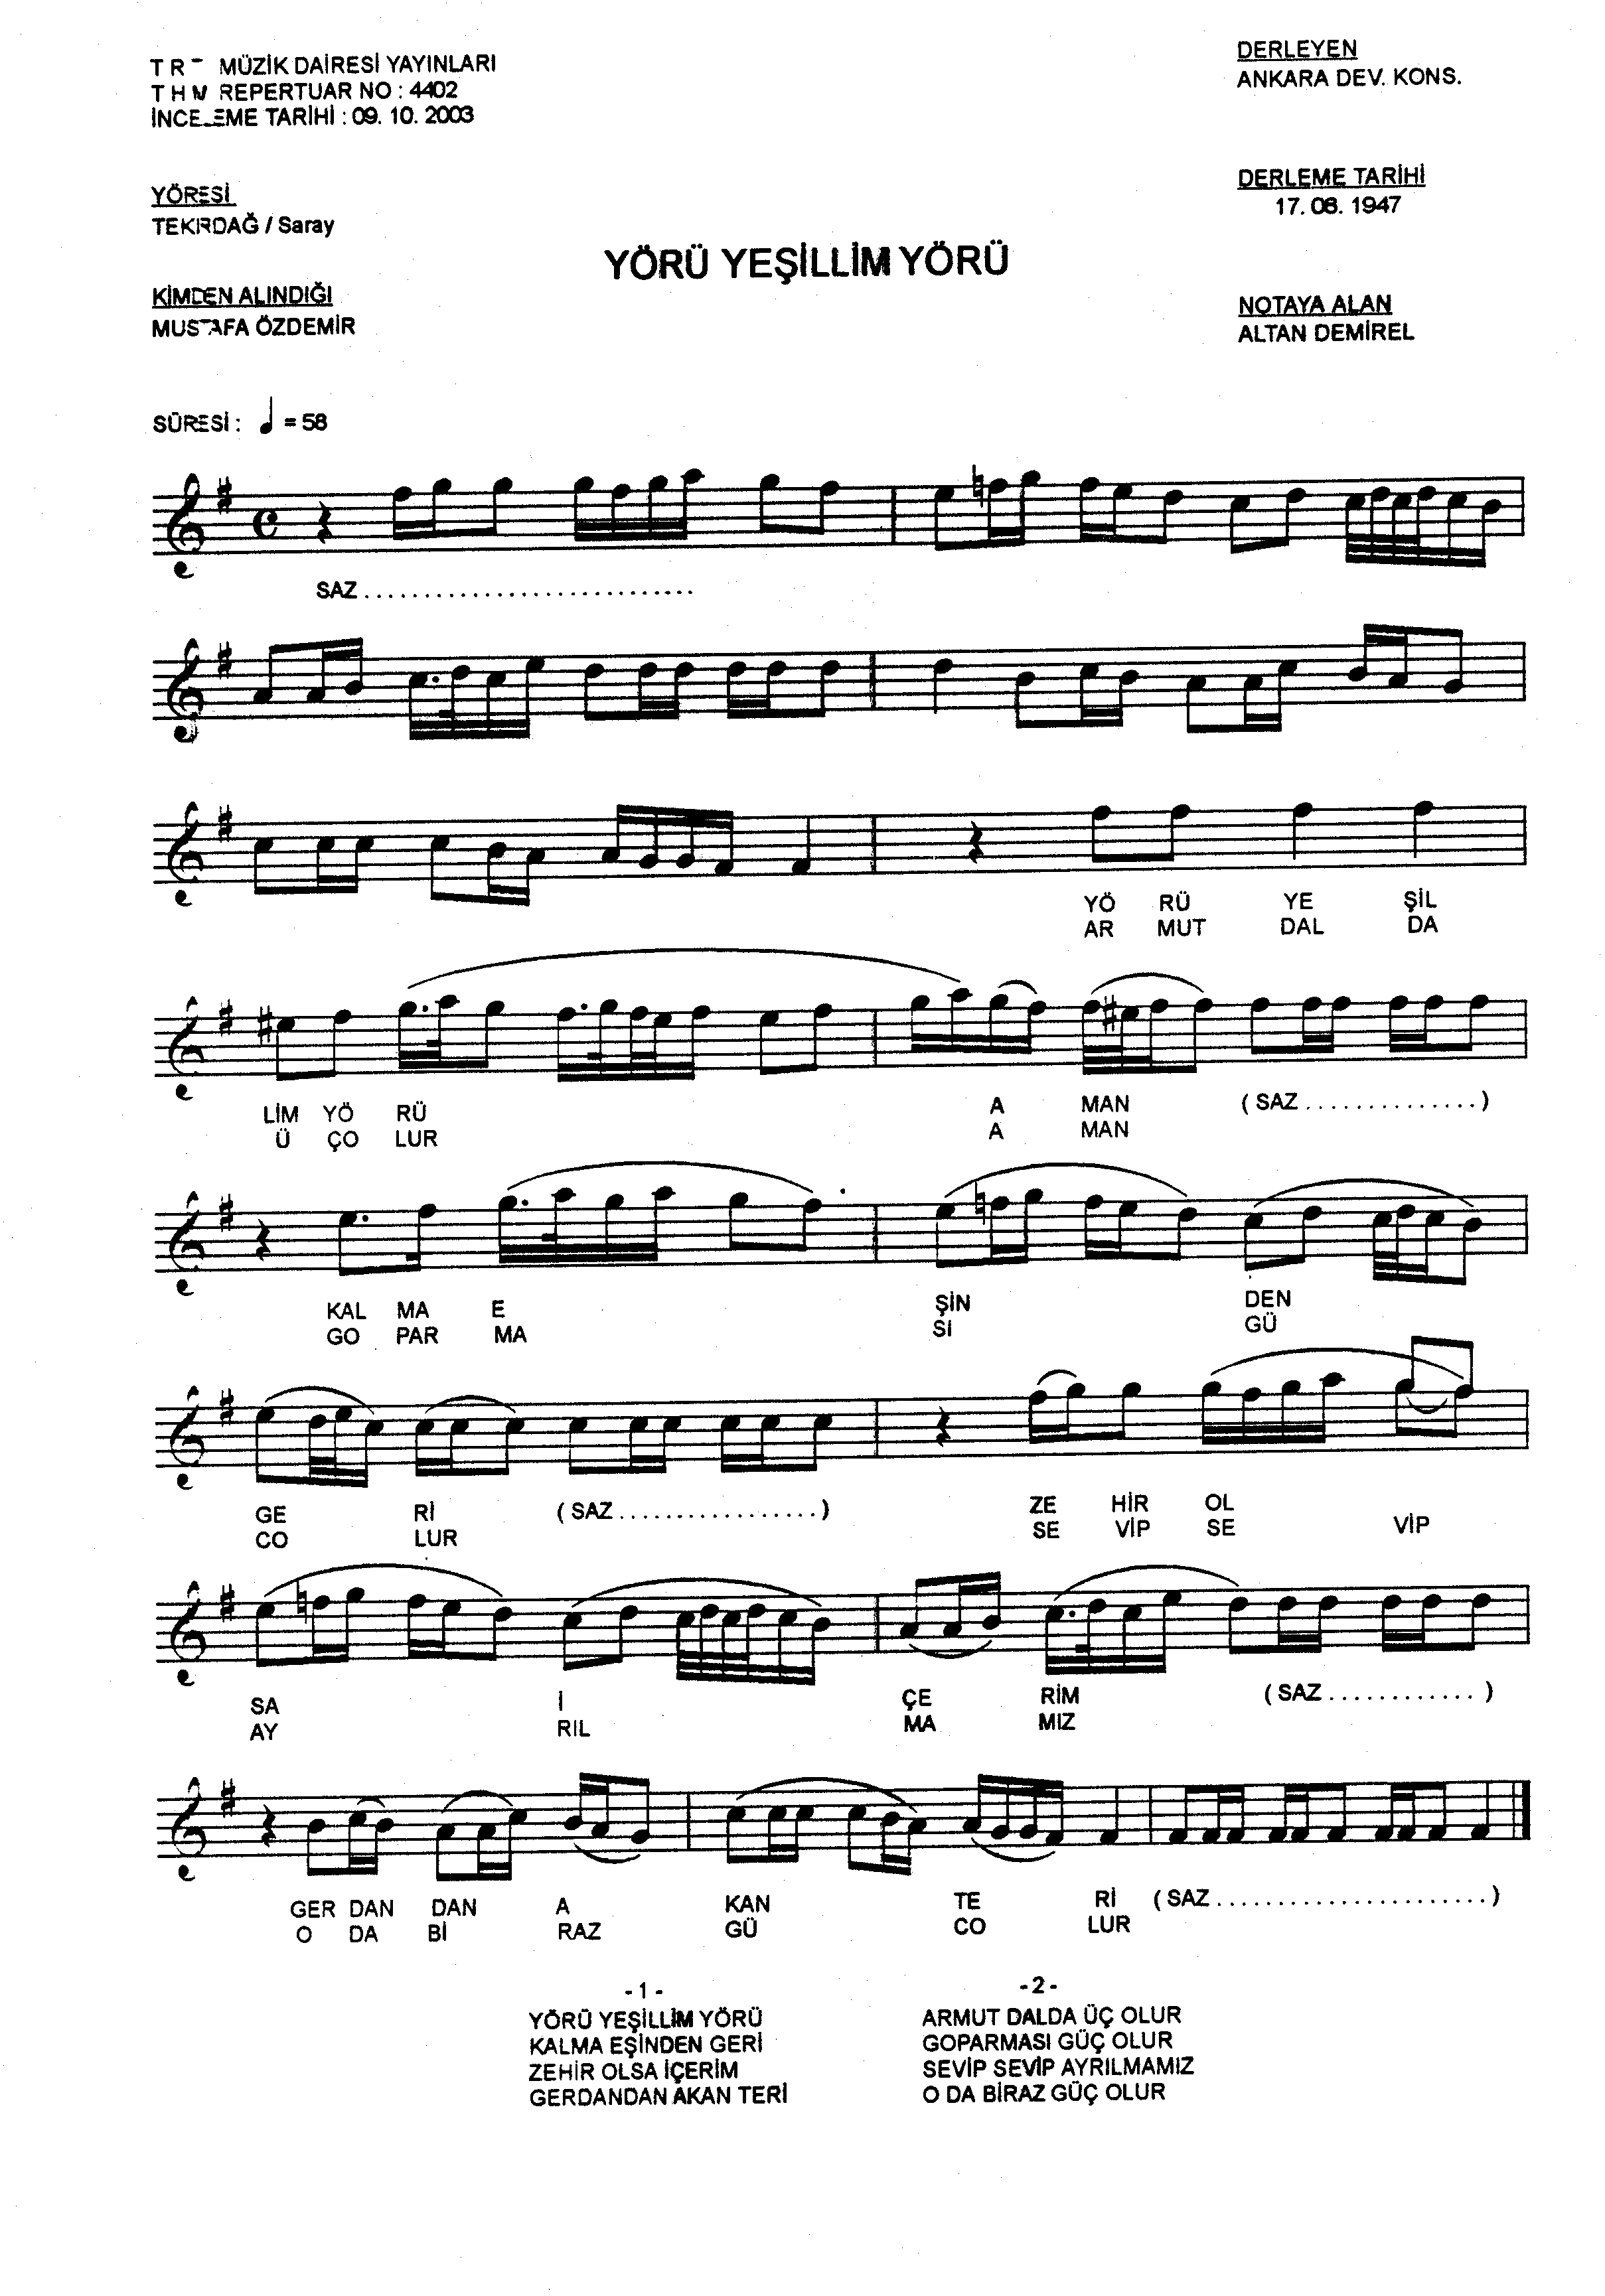 T R T MÜZİK DAİRESİ YAYINLARI
T H M REPERTUAR NO : 4402
İNCELEME TARİHİ : 09. 10. 2003
DERLEYEN
ANKARA DEV. KONS.
YÖRESİ
TEKİRDAĞ / Saray
DERLEME TARİHİ
17. 08. 1947
YÖRÜ YEŞİLLİM YÖRÜ
KİMDEN ALINDIĞI
MUSTAFA ÖZDEMİR
NOTAYA ALAN
ALTAN DEMİREL
SÜRESİ : = 58
SAZ . . . . . . . . . . . . . . . . . . . . . . . . . . . .
YÖ RÜ YE ŞİL
AR MUT DAL DA
LİM YÖ RÜ A MAN ( SAZ . . . . . . . . . . . . . . . )
Ü ÇO LUR A MAN
KAL MA E ŞİN DEN
GO PAR MA Sİ GÜ
GE Rİ ( SAZ . . . . . . . . . . . . . . . . . )
CO LUR
ZE HİR OL
SE VİP SE VİP
SA İ ÇE RİM ( SAZ . . . . . . . . . . . . . )
AY RIL MA MIZ
GER DAN DAN A KAN TE Rİ ( SAZ . . . . . . . . . . . . . . . . . . . . . . . )
O DA Bİ RAZ GÜ CO LUR
- 1 -
YÖRÜ YEŞİLLİM YÖRÜ
KALMA EŞİNDEN GERİ
ZEHİR OLSA İÇERİM
GERDANDAN AKAN TERİ
- 2 -
ARMUT DALDA ÜÇ OLUR
GOPARMASI GÜÇ OLUR
SEVİP SEVİP AYRILMAMIZ
O DA BİRAZ GÜÇ OLUR